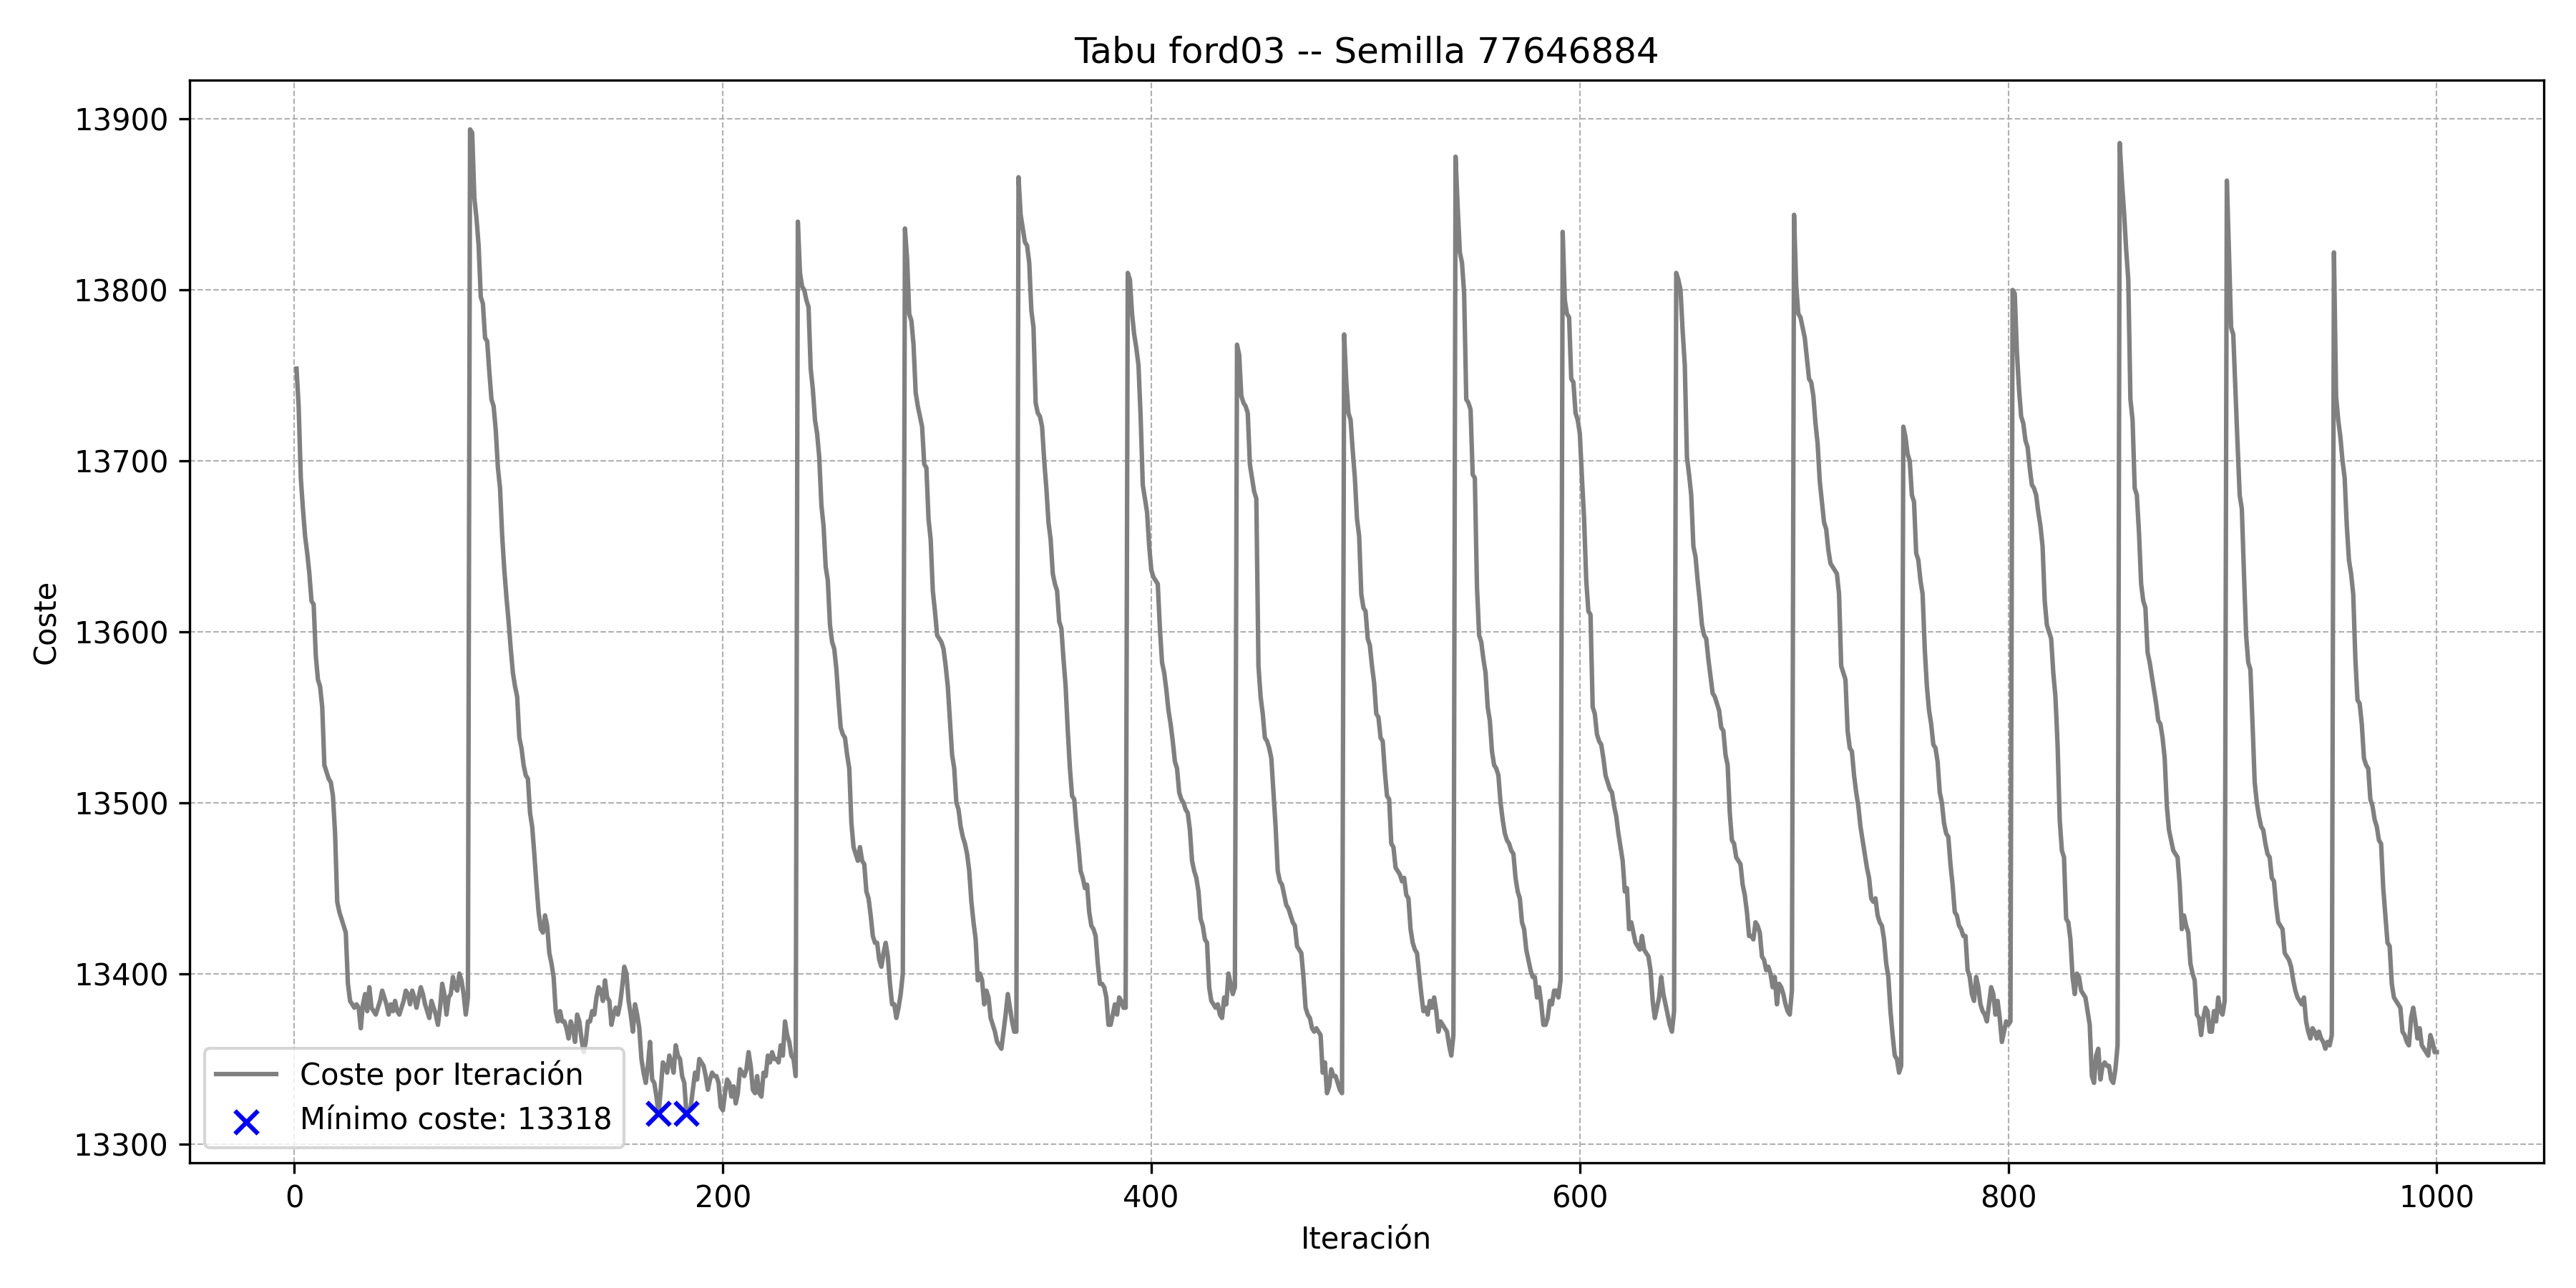 Tabu ford03 -- Semilla 77646884
Coste
13900
13800
13700
13600
13500
13400
13300
Coste por Iteración
Mínimo coste: 13318
0 200 400 600 800 1000
Iteración